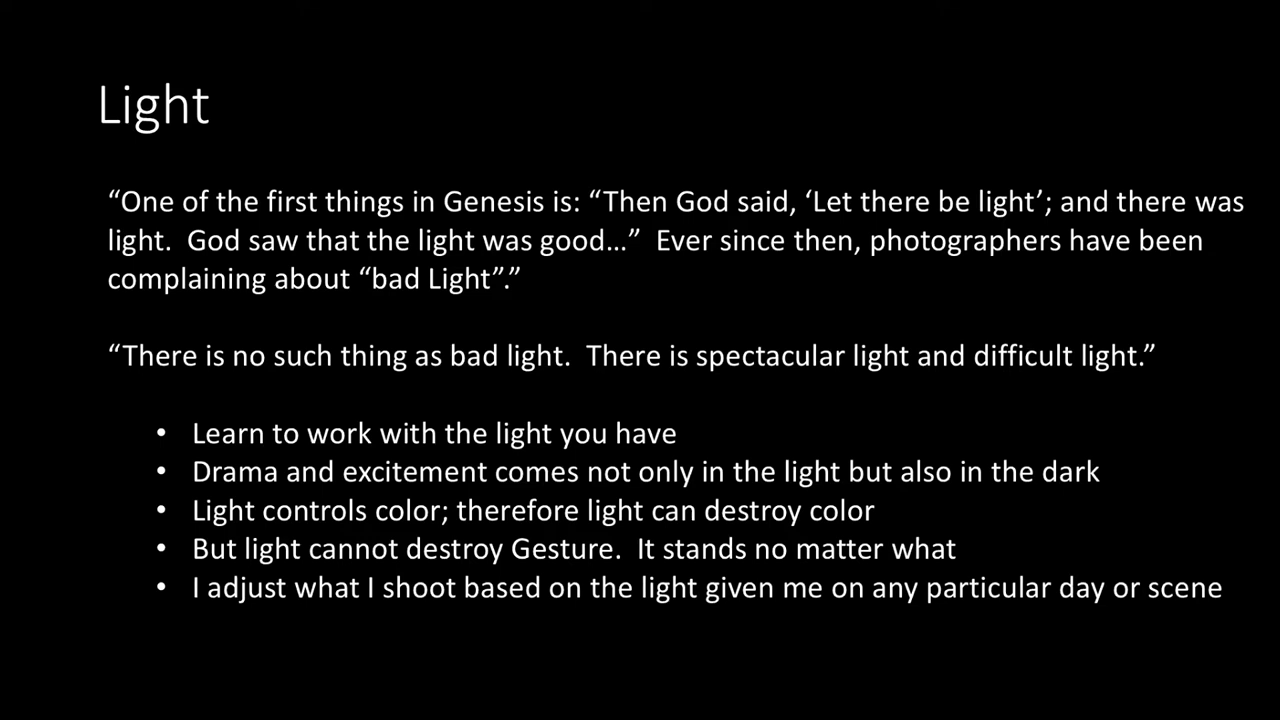 Light
“One of the first things in Genesis is: “Then God said, ‘Let there be light’; and there was
light.  God saw that the light was good…”  Ever since then, photographers have been
complaining about “bad Light”.”
“There is no such thing as bad light.  There is spectacular light and difficult light.”
• Learn to work with the light you have
• Drama and excitement comes not only in the light but also in the dark
• Light controls color; therefore light can destroy color
• But light cannot destroy Gesture.  It stands no matter what
• I adjust what I shoot based on the light given me on any particular day or scene